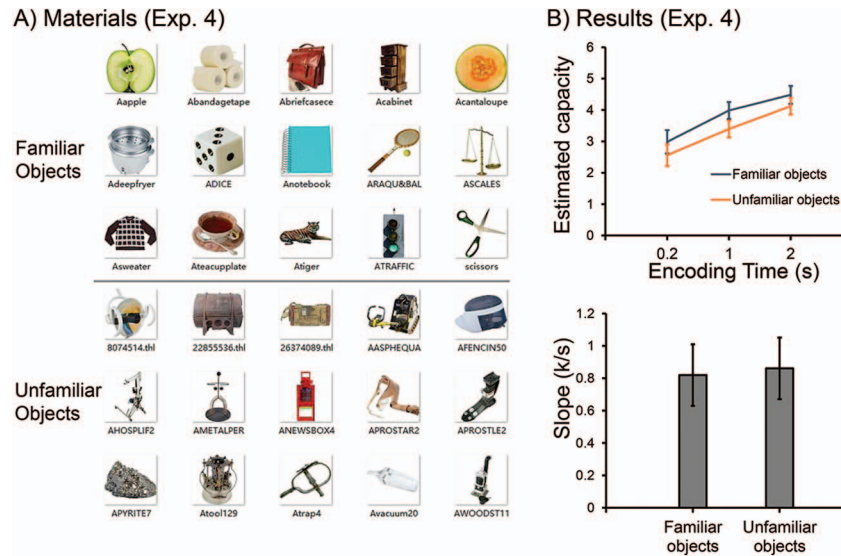 A) Materials (Exp. 4)
Aapple Abandagetape Abriefcasece Acabinet Acantaloupe
Familiar
Objects
Adeepfryer ADICE Anotebook ARAQU&BAL ASCALES
Asweater Ateacupplate Atiger ATRAFFIC scissors
8074514.thl 22855536.thl 26374089.thl AASPHEQUA AFENCIN50
Unfamiliar
Objects
AHOSPLIF2 AMETALPER ANEWSBOX4 APROSTAR2 APROSTLE2
APYRITE7 Atool129 Atrap4 Avacuum20 AWOODST11
B) Results (Exp. 4)
Estimated capacity
6
5
4
3
2
1
0
Familiar objects
Unfamiliar objects
0.2 1 2
Encoding Time (s)
Slope (k/s)
1.2
1
0.8
0.6
0.4
0.2
0
Familiar objects
Unfamiliar objects